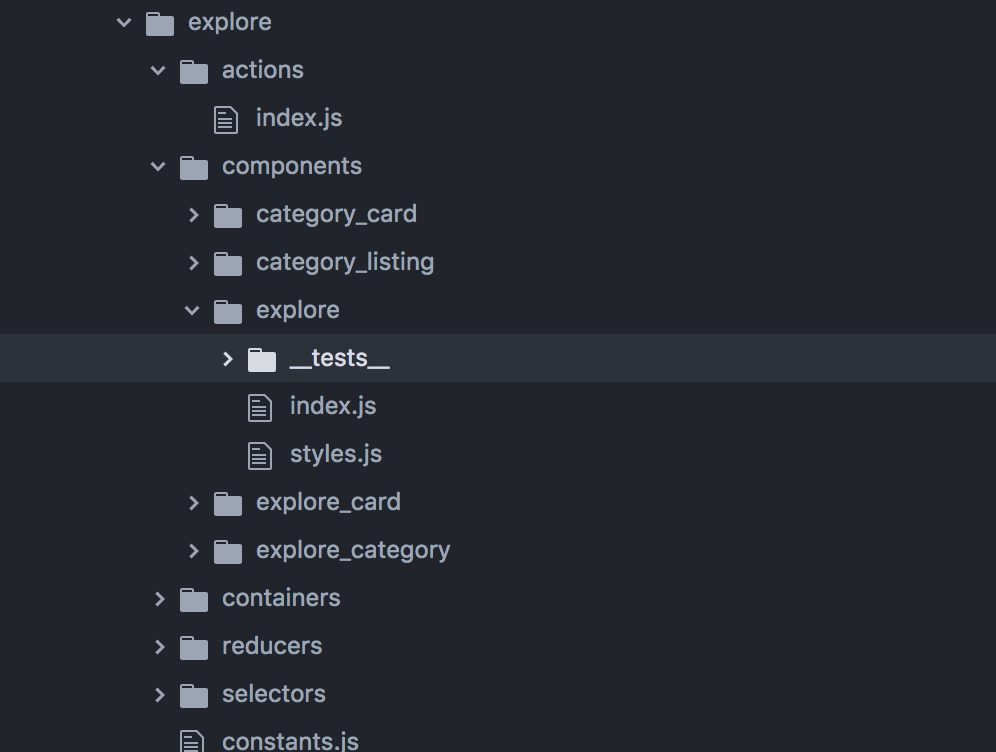 explore
actions
index.js
components
category_card
category_listing
explore
__tests__
index.js
styles.js
explore_card
explore_category
containers
reducers
selectors
constants.js